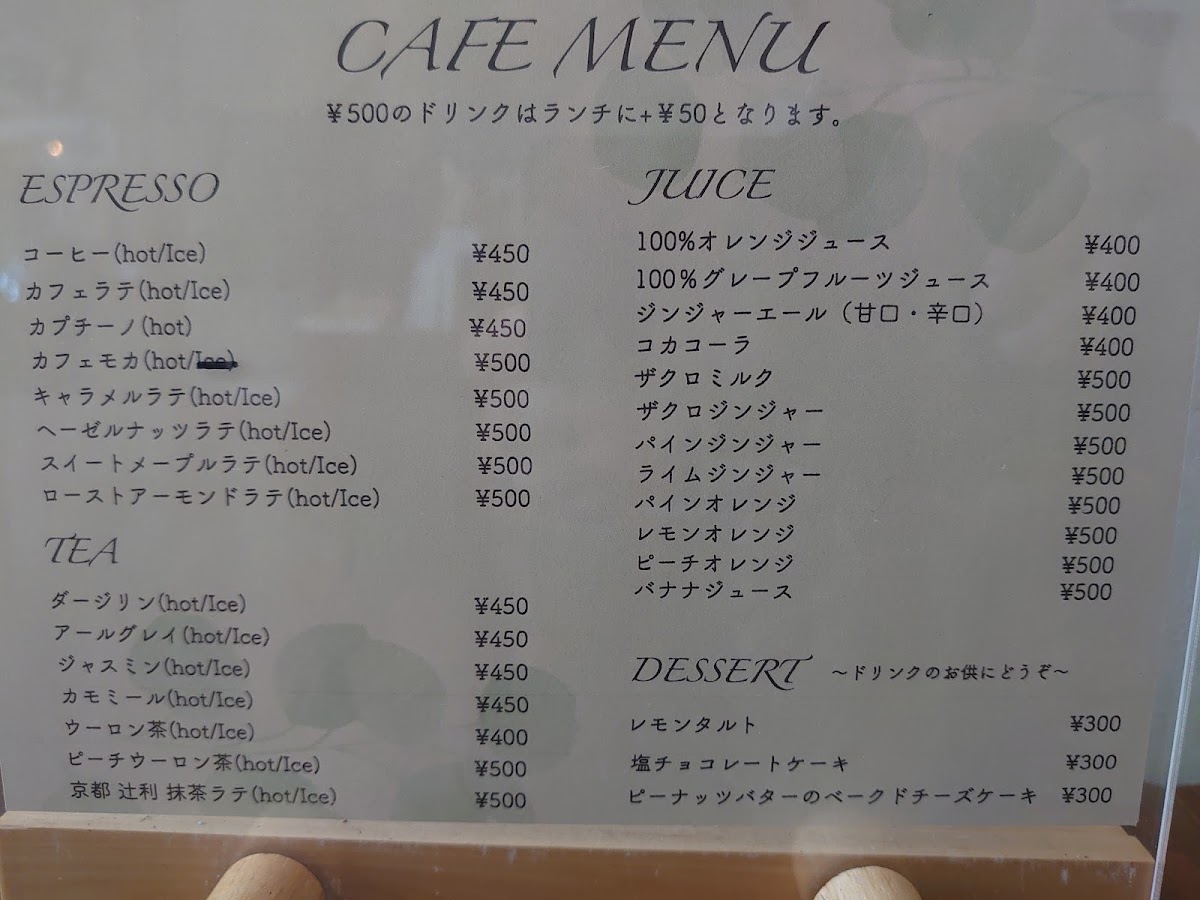 CAFE MENU
¥500のドリンクはランチに+¥50となります。
ESPRESSO
コーヒー(hot/Ice) ¥450
カフェラテ(hot/Ice) ¥450
カプチーノ(hot) ¥450
カフェモカ(hot/Ice) ¥500
キャラメルラテ(hot/Ice) ¥500
ヘーゼルナッツラテ(hot/Ice) ¥500
スイートメープルラテ(hot/Ice) ¥500
ローストアーモンドラテ(hot/Ice) ¥500
TEA
ダージリン(hot/Ice) ¥450
アールグレイ(hot/Ice) ¥450
ジャスミン(hot/Ice) ¥450
カモミール(hot/Ice) ¥450
ウーロン茶(hot/Ice) ¥400
ピーチウーロン茶(hot/Ice) ¥500
京都 辻利 抹茶ラテ(hot/Ice) ¥500
JUICE
100%オレンジジュース ¥400
100%グレープフルーツジュース ¥400
ジンジャーエール（甘口・辛口） ¥400
コカコーラ ¥400
ザクロミルク ¥500
ザクロジンジャー ¥500
パインジンジャー ¥500
ライムジンジャー ¥500
パインオレンジ ¥500
レモンオレンジ ¥500
ピーチオレンジ ¥500
バナナジュース ¥500
DESSERT ～ドリンクのお供にどうぞ～
レモンタルト ¥300
塩チョコレートケーキ ¥300
ピーナッツバターのベークドチーズケーキ ¥300